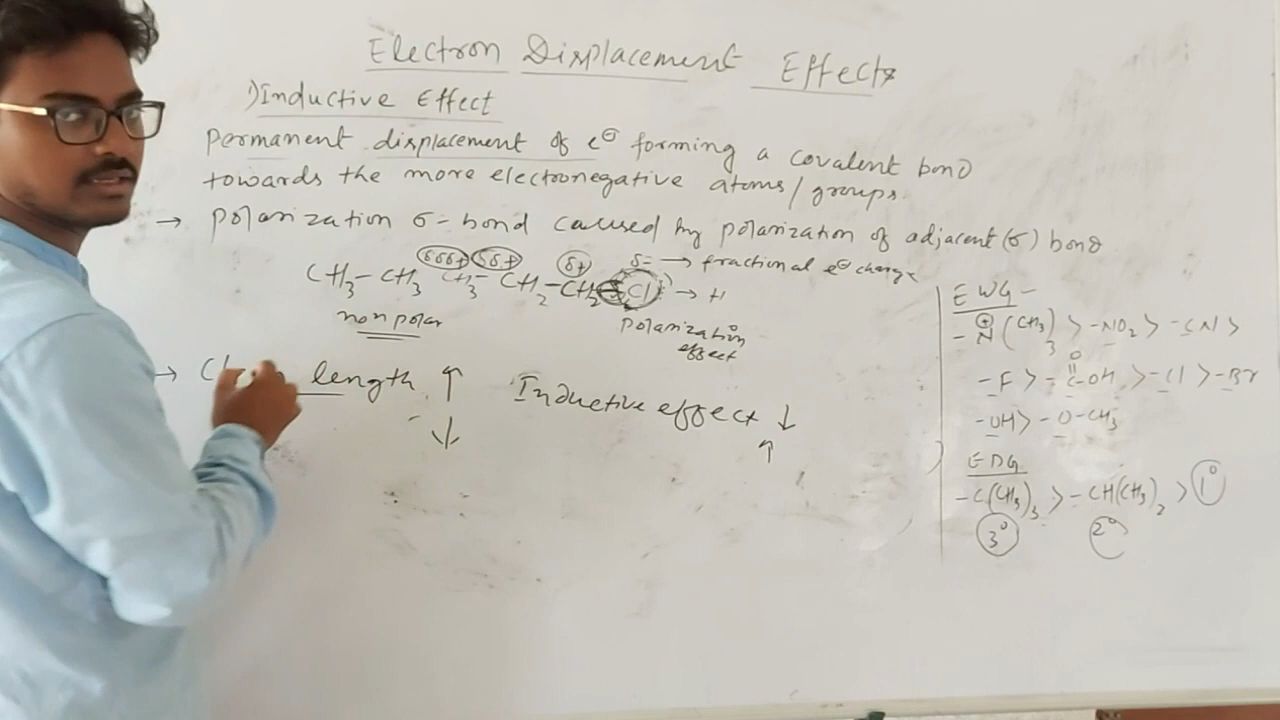 Electron Displacement Effects
1) Inductive Effect
Permanent displacement of e⊖ forming a covalent bond
towards the more electronegative atoms/groups.
→ Polarization σ-bond caused by polarization of adjacent (σ) bond
δ= → fractional e⊖ charge
δδδ+ δδ+ δ+
CH3-CH3 CH3-CH2-CH2-Cl → -I
non polar
Polarization effect
→ length ↑ Inductive effect ↓
↓ ↑
EWG -
-N⊕(CH3)3 > -NO2 > -CN >
-F > -C(=O)-OH > -Cl > -Br
-OH > -O-CH3
EDG
-C(CH3)3 > -CH(CH3)2 > 1°
3° 2°